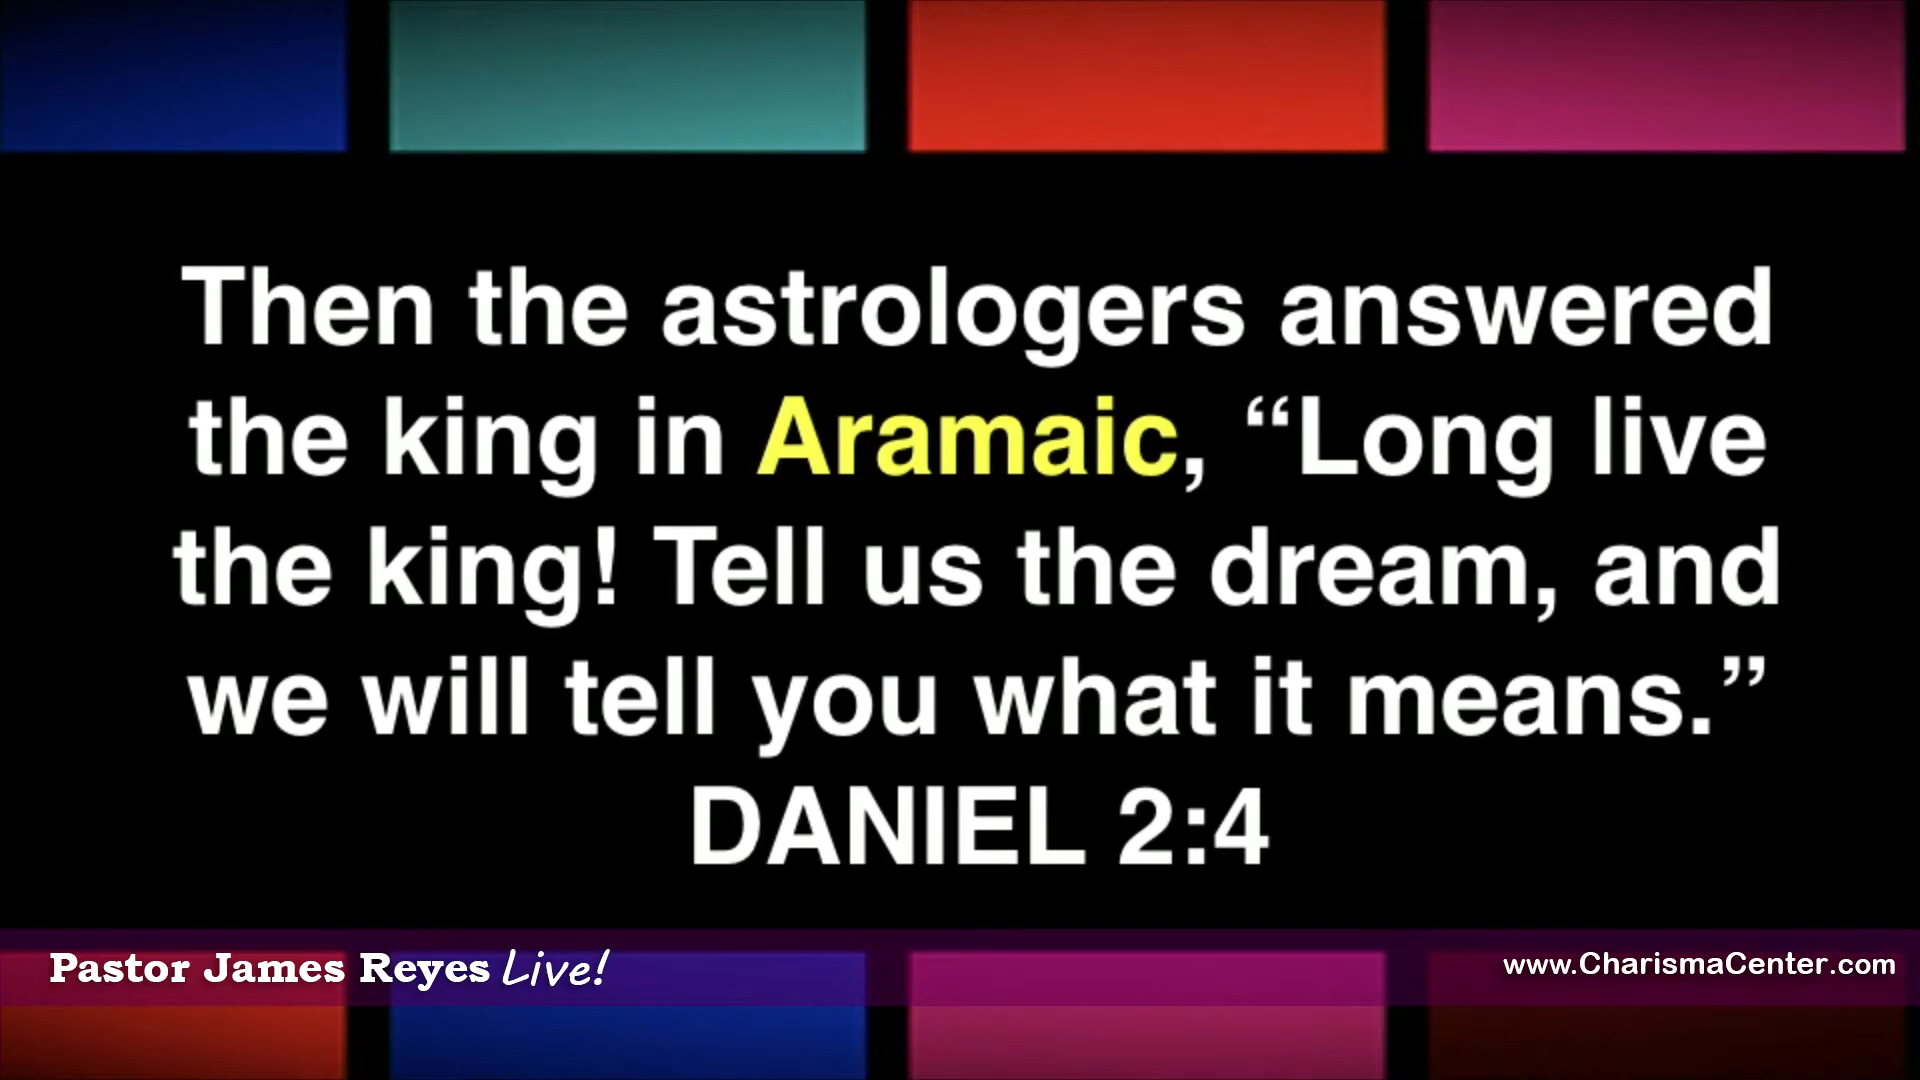 Then the astrologers answered
the king in Aramaic, “Long live
the king! Tell us the dream, and
we will tell you what it means.”
DANIEL 2:4
Pastor James Reyes Live!
www.CharismaCenter.com